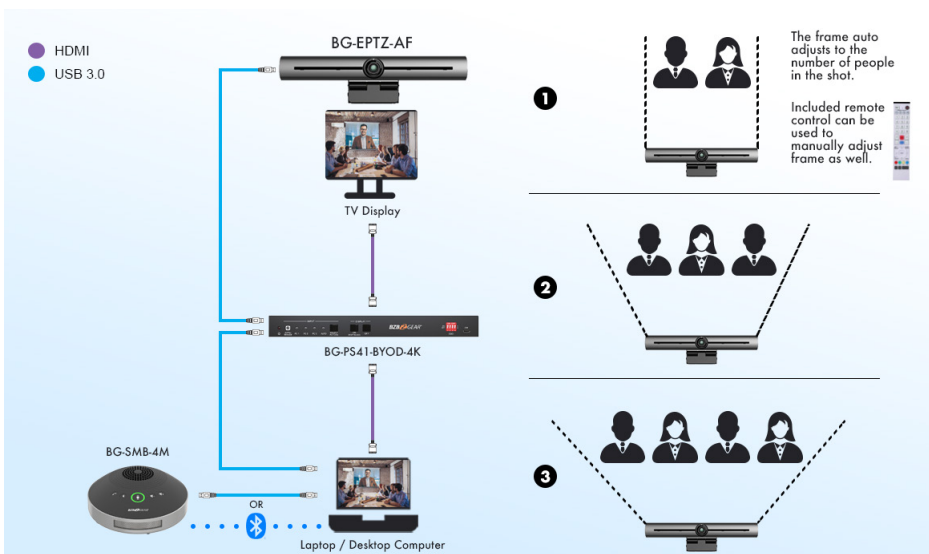 HDMI
USB 3.0
BG-EPTZ-AF
TV Display
BZBGEAR
BG-PS41-BYOD-4K
BG-SMB-4M
OR
Laptop / Desktop Computer
1
The frame auto
adjusts to the
number of people
in the shot.
Included remote
control can be
used to
manually adjust
frame as well.
2
3